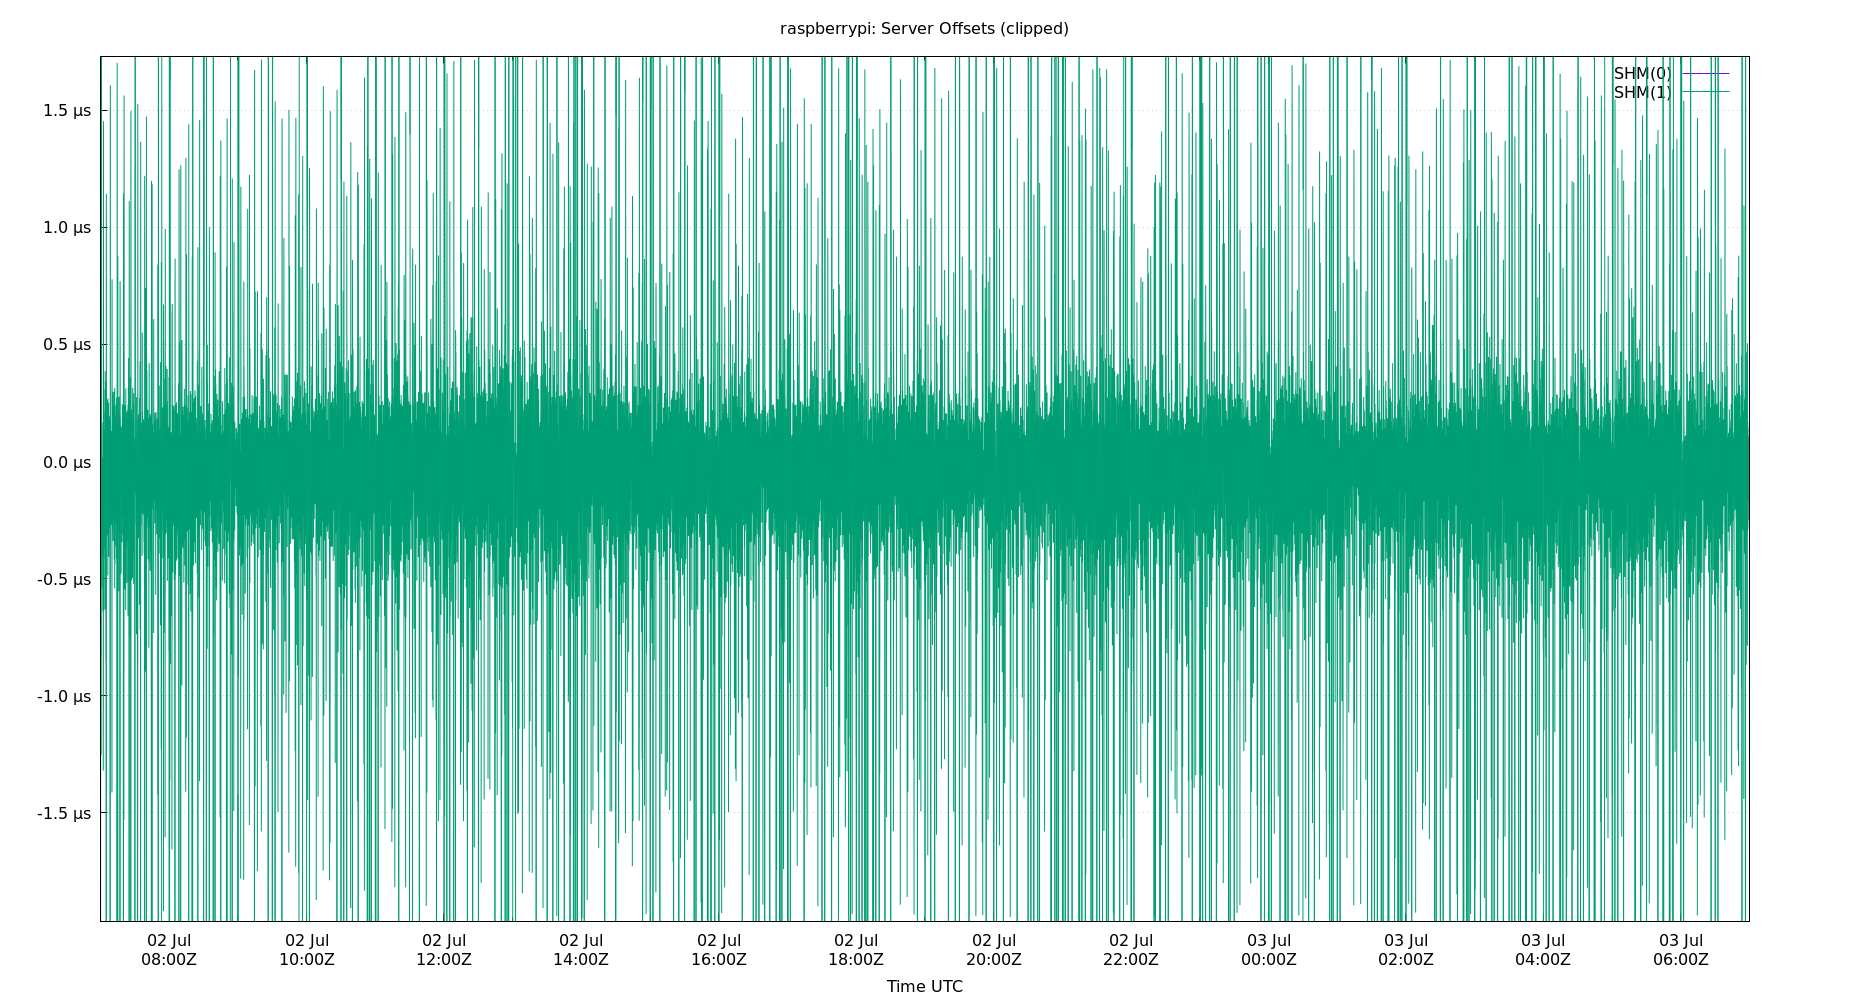 raspberrypi: Server Offsets (clipped)
SHM(0)
SHM(1)
1.5 µs
1.0 µs
0.5 µs
0.0 µs
-0.5 µs
-1.0 µs
-1.5 µs
02 Jul 02 Jul 02 Jul 02 Jul 02 Jul 02 Jul 02 Jul 02 Jul 03 Jul 03 Jul 03 Jul 03 Jul
08:00Z 10:00Z 12:00Z 14:00Z 16:00Z 18:00Z 20:00Z 22:00Z 00:00Z 02:00Z 04:00Z 06:00Z
Time UTC